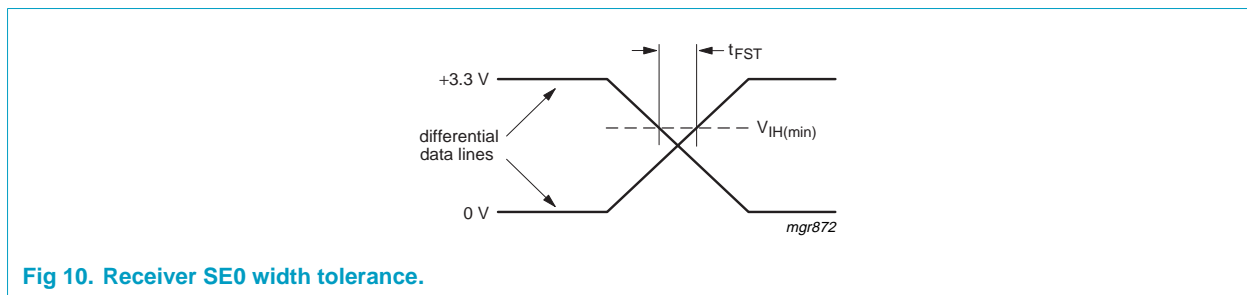 tFST
+3.3 V
VIH(min)
differential
data lines
0 V
mgr872
Fig 10. Receiver SE0 width tolerance.